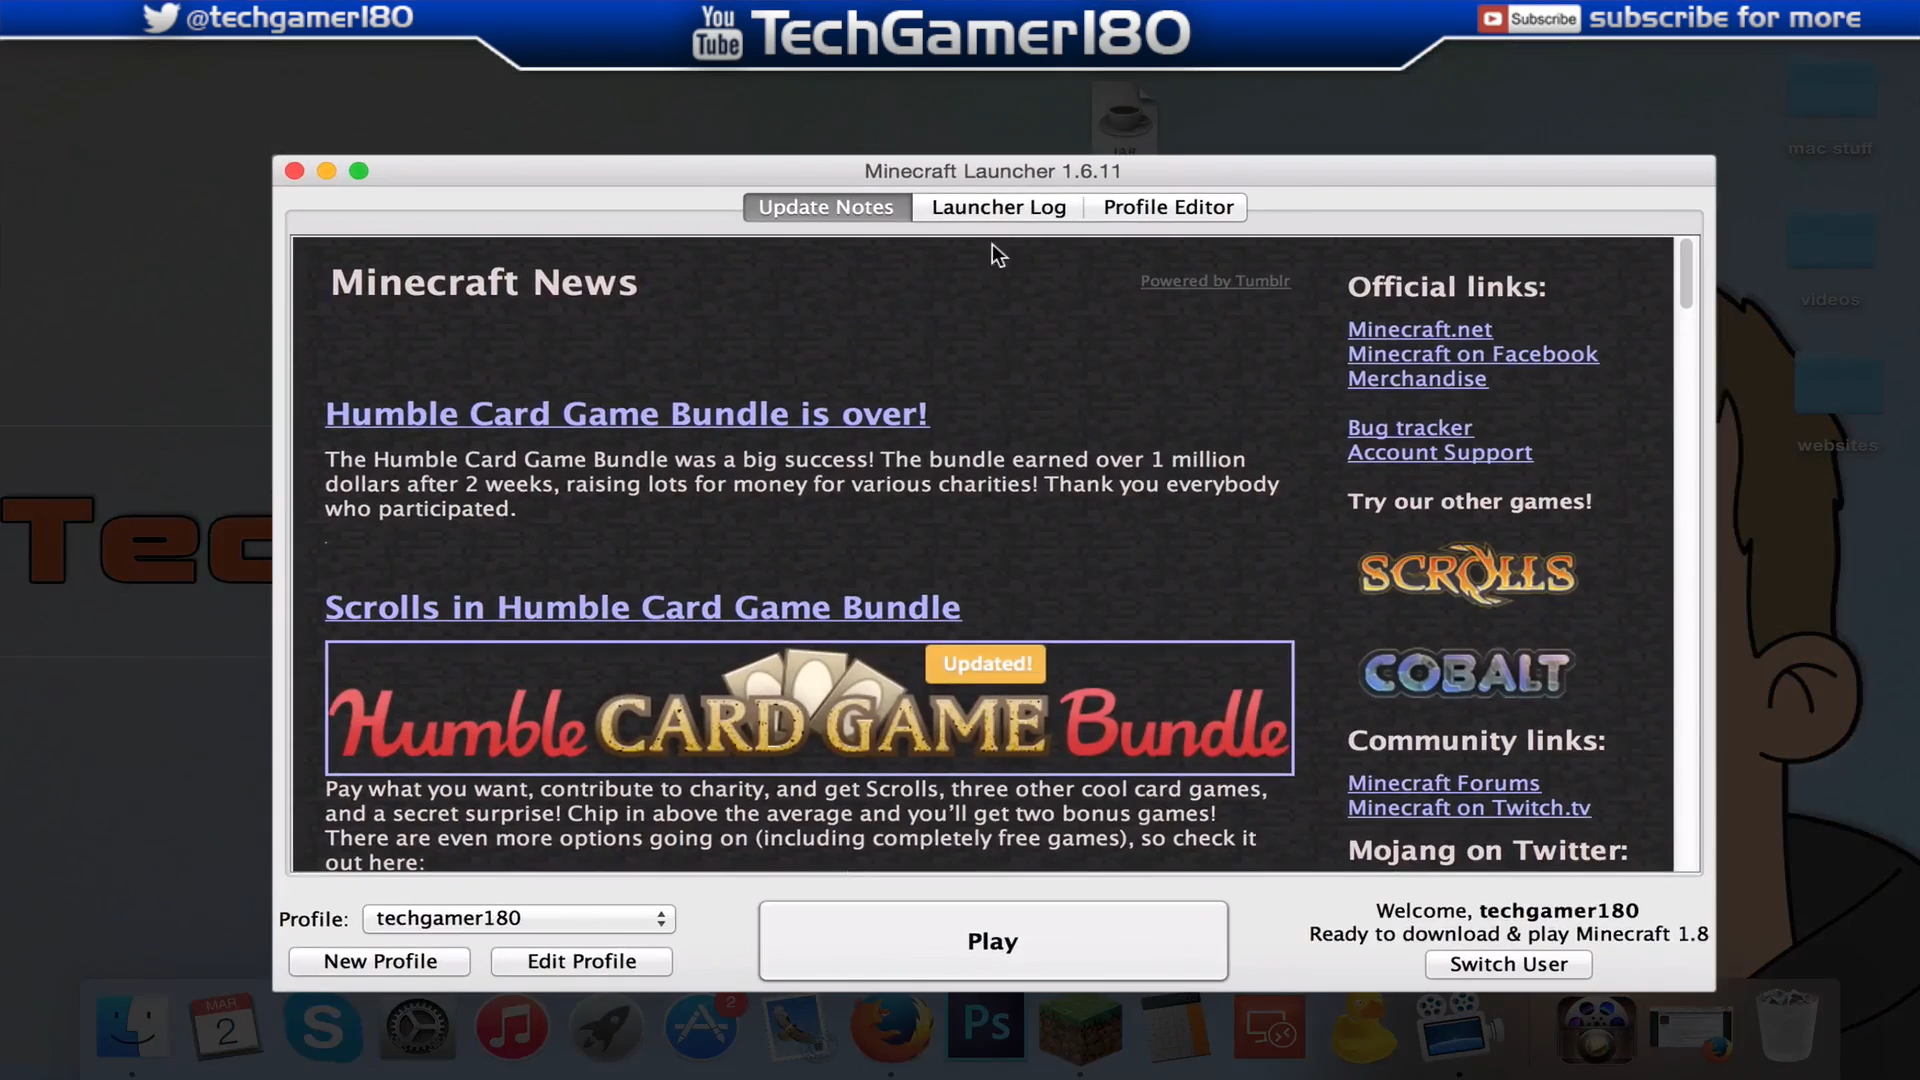 @techgamer180
You
Tube
TechGamer180
Subscribe
subscribe for more
JAR
mac stuff
videos
websites
Tec
Minecraft Launcher 1.6.11
Update Notes
Launcher Log
Profile Editor
Minecraft News
Powered by Tumblr
Humble Card Game Bundle is over!
The Humble Card Game Bundle was a big success! The bundle earned over 1 million
dollars after 2 weeks, raising lots for money for various charities! Thank you everybody
who participated.
.
Scrolls in Humble Card Game Bundle
Updated!
Humble CARD GAME Bundle
Pay what you want, contribute to charity, and get Scrolls, three other cool card games,
and a secret surprise! Chip in above the average and you’ll get two bonus games!
There are even more options going on (including completely free games), so check it
out here:
Official links:
Minecraft.net
Minecraft on Facebook
Merchandise
Bug tracker
Account Support
Try our other games!
SCROLLS
COBALT
Community links:
Minecraft Forums
Minecraft on Twitch.tv
Mojang on Twitter:
Profile:
techgamer180
New Profile
Edit Profile
Play
Welcome, techgamer180
Ready to download & play Minecraft 1.8
Switch User
MAR
2
S
2
Ps